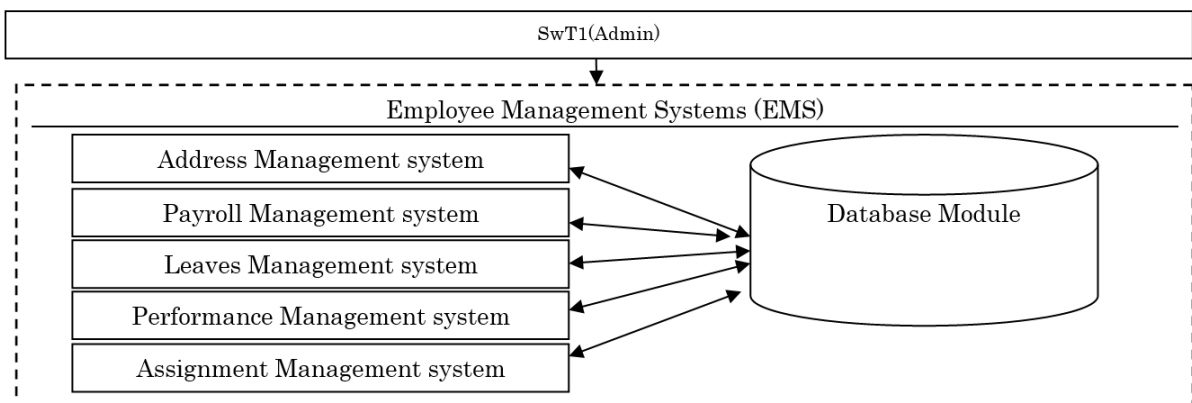 SwT1(Admin)
Employee Management Systems (EMS)
Address Management system
Payroll Management system
Database Module
Leaves Management system
Performance Management system
Assignment Management system